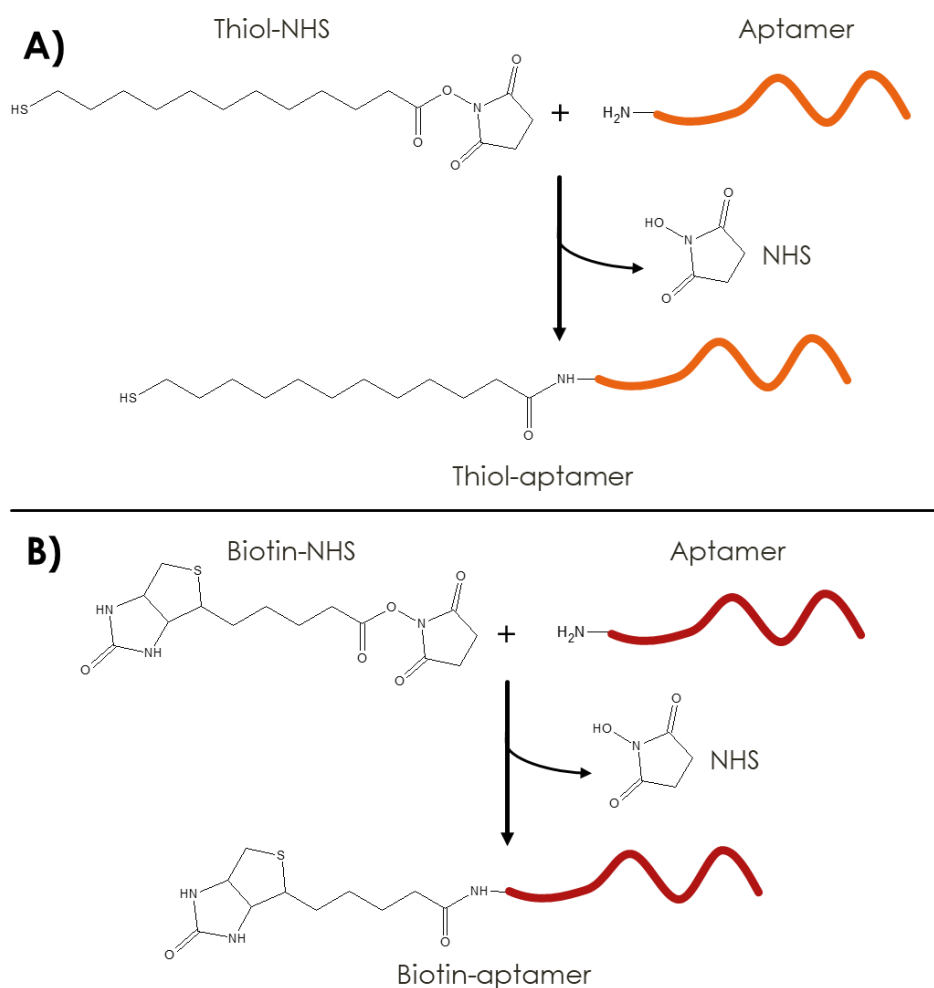 A)
Thiol-NHS
Aptamer
HS
O
O
N
O
O
+
H₂N
HO
N
O
O
NHS
HS
NH
O
Thiol-aptamer
B)
Biotin-NHS
Aptamer
S
HN
NH
O
O
O
N
O
O
+
H₂N
HO
N
O
O
NHS
S
HN
NH
O
NH
O
Biotin-aptamer